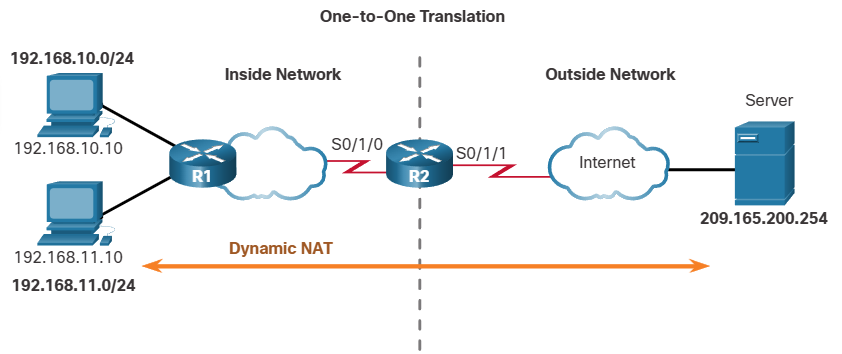 One-to-One Translation
192.168.10.0/24
Inside Network
Outside Network
Server
192.168.10.10
S0/1/0
S0/1/1
Internet
R1
R2
209.165.200.254
Dynamic NAT
192.168.11.10
192.168.11.0/24